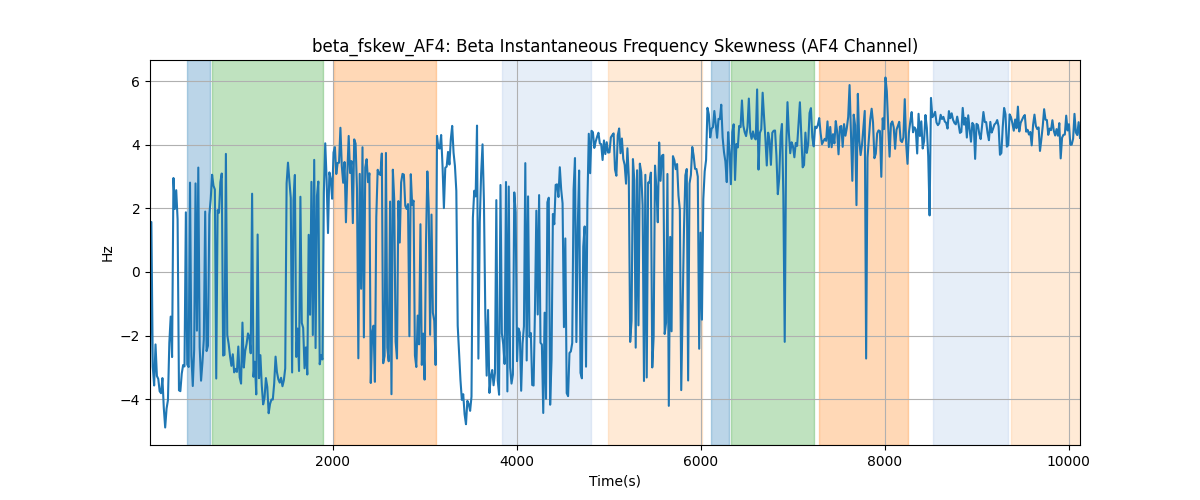 beta_fskew_AF4: Beta Instantaneous Frequency Skewness (AF4 Channel)
6
4
2
0
−2
−4
Hz
2000 4000 6000 8000 10000
Time(s)